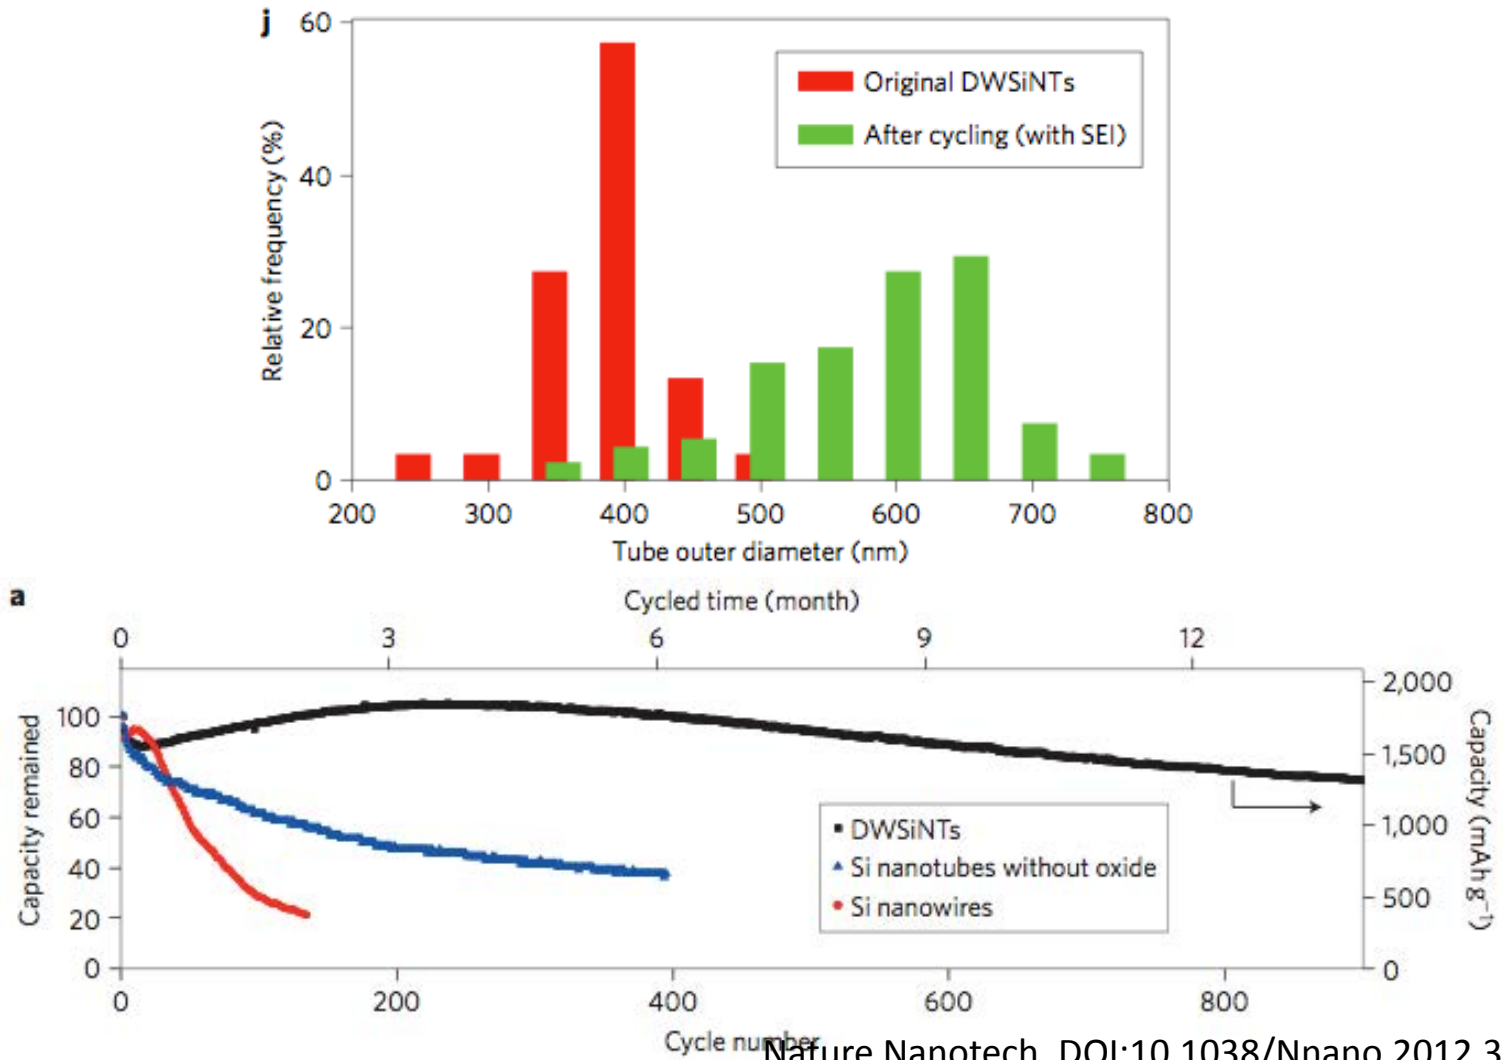 j
60
40
20
0
Relative frequency (%)
Original DWSiNTs
After cycling (with SEI)
200 300 400 500 600 700 800
Tube outer diameter (nm)
a
Cycled time (month)
0 3 6 9 12
100
80
60
40
20
0
Capacity remained
2,000
1,500
1,000
500
0
Capacity (mAh g⁻¹)
DWSiNTs
Si nanotubes without oxide
Si nanowires
0 200 400 600 800
Cycle number
Nature Nanotech. DOI:10.1038/Nnano.2012.3